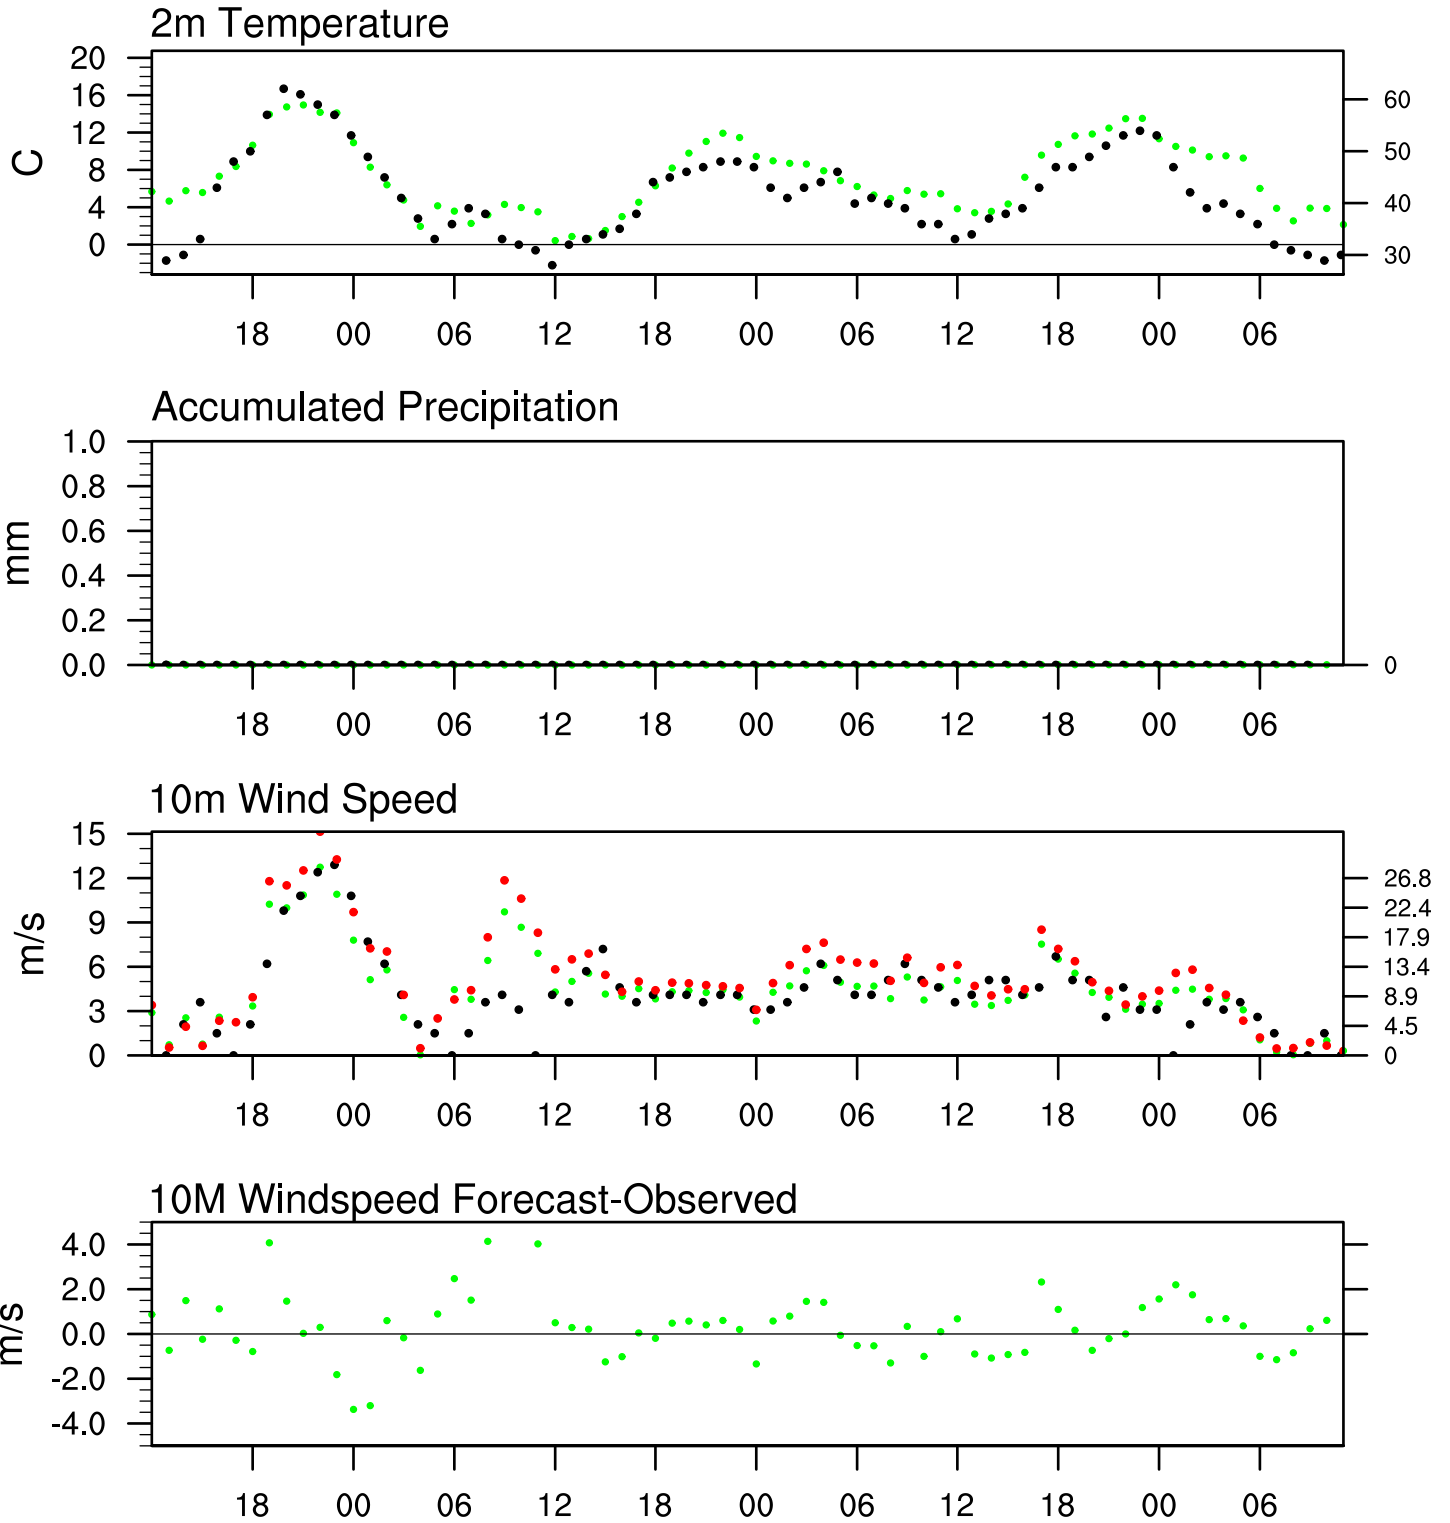 2m Temperature
20
16
12
8
4
0
C
60
50
40
30
18 00 06 12 18 00 06 12 18 00 06
Accumulated Precipitation
1.0
0.8
0.6
0.4
0.2
0.0
mm
0
18 00 06 12 18 00 06 12 18 00 06
10m Wind Speed
15
12
9
6
3
0
m/s
26.8
22.4
17.9
13.4
8.9
4.5
0
18 00 06 12 18 00 06 12 18 00 06
10M Windspeed Forecast-Observed
4.0
2.0
0.0
-2.0
-4.0
m/s
18 00 06 12 18 00 06 12 18 00 06